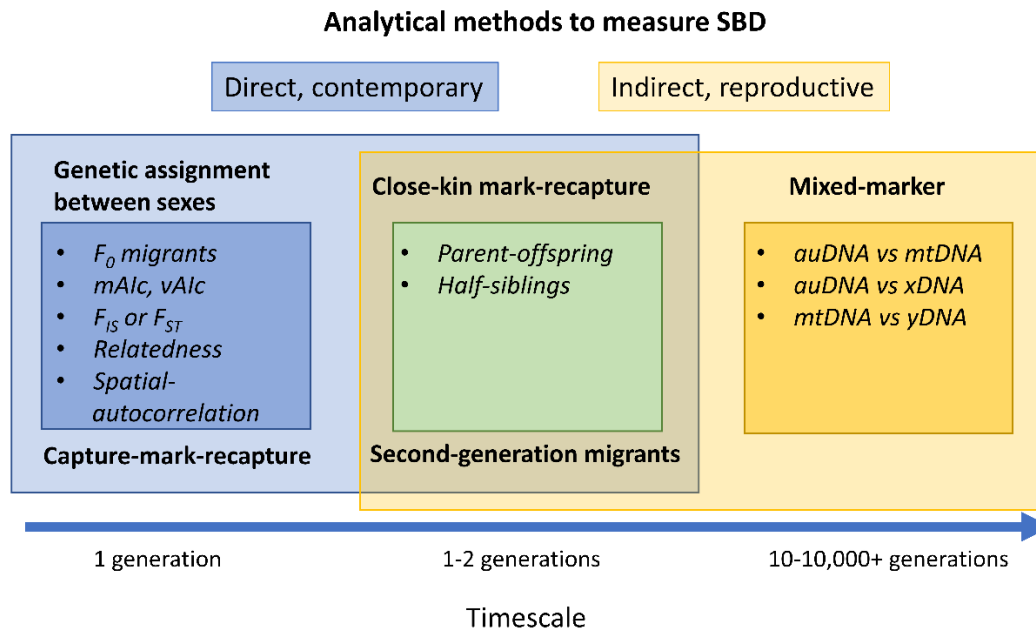 Analytical methods to measure SBD
Direct, contemporary
Indirect, reproductive
Genetic assignment
between sexes
• F₀ migrants
• mAIc, vAIc
• F_IS or F_ST
• Relatedness
• Spatial-
autocorrelation
Capture-mark-recapture
Close-kin mark-recapture
• Parent-offspring
• Half-siblings
Second-generation migrants
Mixed-marker
• auDNA vs mtDNA
• auDNA vs xDNA
• mtDNA vs yDNA
1 generation
1-2 generations
10-10,000+ generations
Timescale